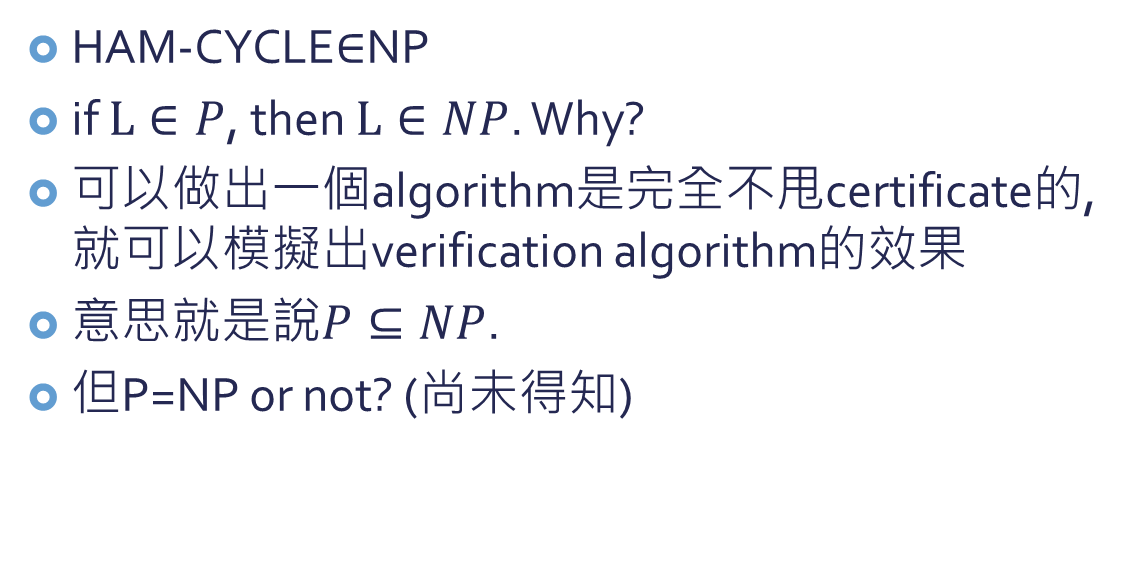 HAM-CYCLE∈NP
if L ∈ P, then L ∈ NP. Why?
可以做出一個algorithm是完全不甩certificate的,
就可以模擬出verification algorithm的效果
意思就是說P ⊆ NP.
但P=NP or not? (尚未得知)